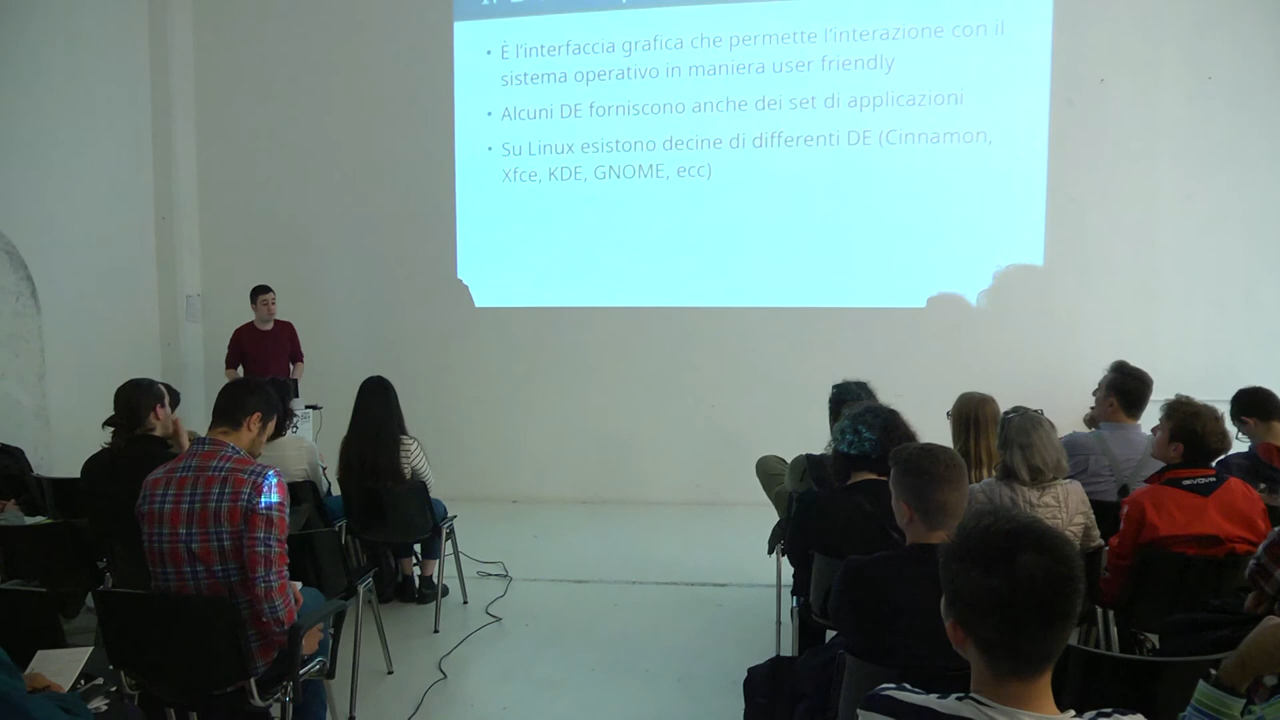 • È l'interfaccia grafica che permette l'interazione con il
sistema operativo in maniera user friendly
• Alcuni DE forniscono anche dei set di applicazioni
• Su Linux esistono decine di differenti DE (Cinnamon,
Xfce, KDE, GNOME, ecc)
GIVOVA